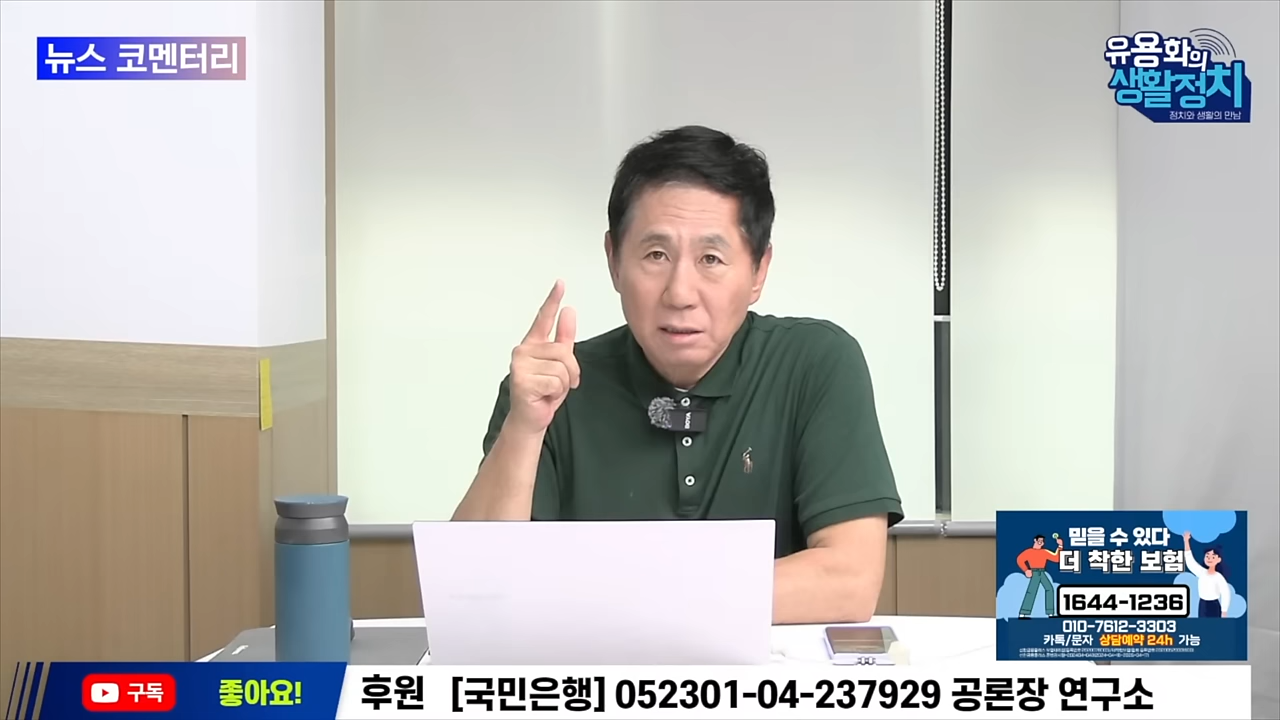 뉴스 코멘터리
유용화의
생활정치
정치와 생활의 만남
믿을 수 있다
더 착한 보험
1644-1236
010-7612-3303
카톡/문자 상담예약 24h 가능
구독
좋아요!
후원 [국민은행] 052301-04-237929 공론장 연구소